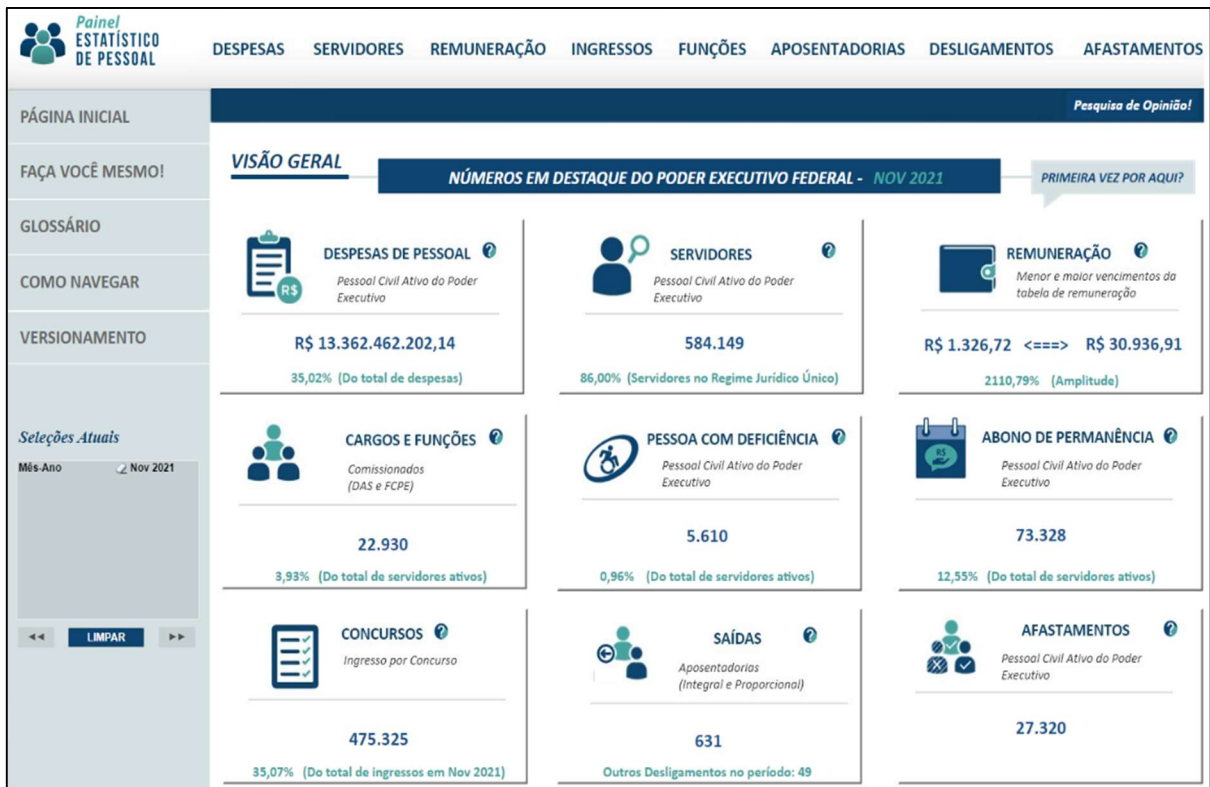 Painel
ESTATÍSTICO
DE PESSOAL
DESPESAS SERVIDORES REMUNERAÇÃO INGRESSOS FUNÇÕES APOSENTADORIAS DESLIGAMENTOS AFASTAMENTOS
PÁGINA INICIAL
FAÇA VOCÊ MESMO!
GLOSSÁRIO
COMO NAVEGAR
VERSIONAMENTO
Seleções Atuais
Mês-Ano Nov 2021
◄◄ LIMPAR ►►
Pesquisa de Opinião!
VISÃO GERAL
NÚMEROS EM DESTAQUE DO PODER EXECUTIVO FEDERAL - NOV 2021
PRIMEIRA VEZ POR AQUI?
DESPESAS DE PESSOAL ?
Pessoal Civil Ativo do Poder
Executivo
R$
R$ 13.362.462.202,14
35,02% (Do total de despesas)
SERVIDORES ?
Pessoal Civil Ativo do Poder
Executivo
584.149
86,00% (Servidores no Regime Jurídico Único)
REMUNERAÇÃO ?
Menor e maior vencimentos da
tabela de remuneração
R$ 1.326,72 <===> R$ 30.936,91
2110,79% (Amplitude)
CARGOS E FUNÇÕES ?
Comissionados
(DAS e FCPE)
22.930
3,93% (Do total de servidores ativos)
PESSOA COM DEFICIÊNCIA ?
Pessoal Civil Ativo do Poder
Executivo
5.610
0,96% (Do total de servidores ativos)
ABONO DE PERMANÊNCIA ?
R$
Pessoal Civil Ativo do Poder
Executivo
73.328
12,55% (Do total de servidores ativos)
CONCURSOS ?
Ingresso por Concurso
475.325
35,07% (Do total de ingressos em Nov 2021)
SAÍDAS ?
Aposentadorias
(Integral e Proporcional)
631
Outros Desligamentos no período: 49
AFASTAMENTOS ?
Pessoal Civil Ativo do Poder
Executivo
27.320